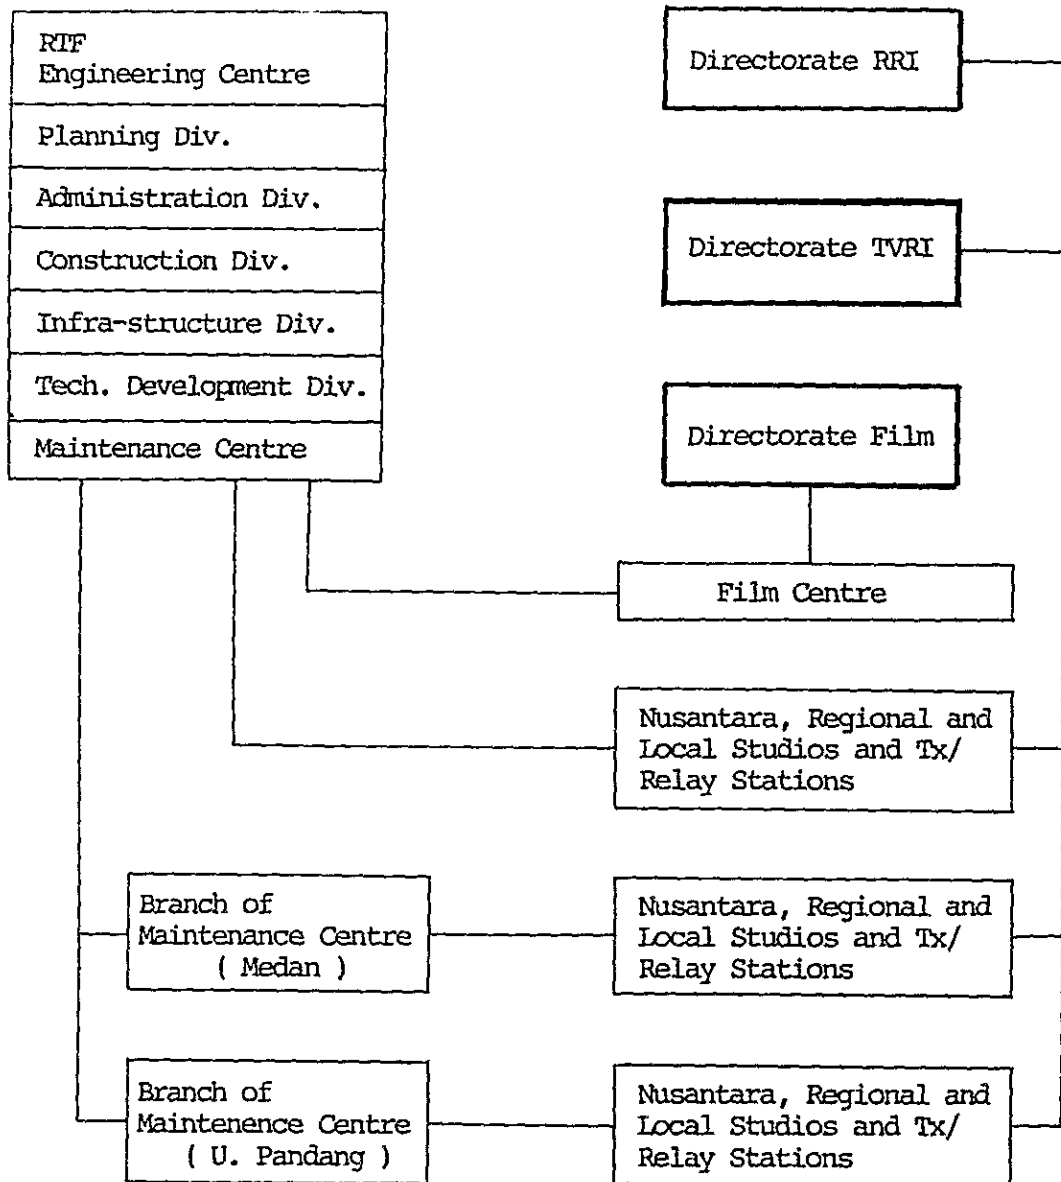 RTF
Engineering Centre
Planning Div.
Administration Div.
Construction Div.
Infra-structure Div.
Tech. Development Div.
Maintenance Centre
Directorate RRI
Directorate TVRI
Directorate Film
Film Centre
Nusantara, Regional and
Local Studios and Tx/
Relay Stations
Branch of
Maintenance Centre
( Medan )
Nusantara, Regional and
Local Studios and Tx/
Relay Stations
Branch of
Maintenence Centre
( U. Pandang )
Nusantara, Regional and
Local Studios and Tx/
Relay Stations